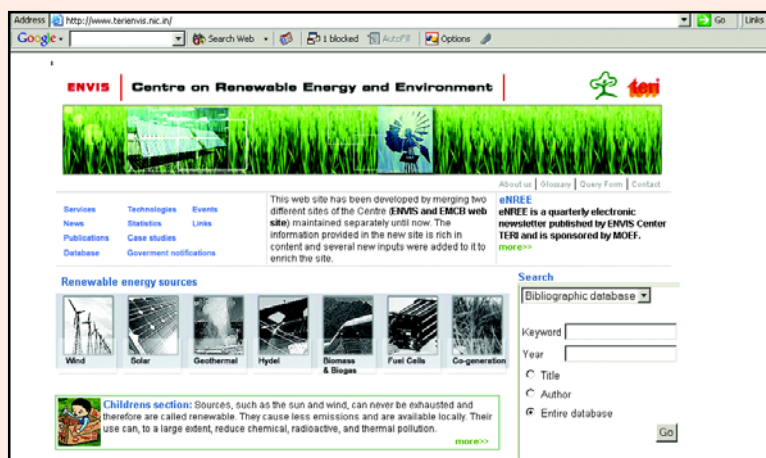 Address http://www.terienvis.nic.in/ Go Links
Google Search Web 1 blocked AutoFill Options
ENVIS Centre on Renewable Energy and Environment teri
About us Glossary Query Form Contact
Services Technologies Events
News Statistics Links
Publications Case studies
Database Goverment notifications
This web site has been developed by merging two
different sites of the Centre (ENVIS and EMCB web
site) maintained separately until now. The
information provided in the new site is rich in
content and several new inputs were added to it to
enrich the site.
eNREE
eNREE is a quarterly electronic
newsletter published by ENVIS Center
TERI and is sponsored by MOEF.
more>>
Renewable energy sources
Wind Solar Geothermal Hydel Biomass & Biogas Fuel Cells Co-generation
Childrens section: Sources, such as the sun and wind, can never be exhausted and
therefore are called renewable. They cause less emissions and are available locally. Their
use can, to a large extent, reduce chemical, radioactive, and thermal pollution.
more>>
Search
Bibliographic database
Keyword
Year
Title
Author
Entire database
Go